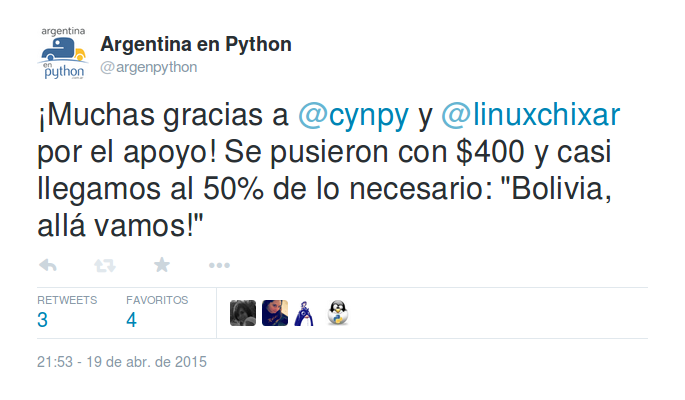 argentina
en
python
.com.ar
Argentina en Python
@argenpython
¡Muchas gracias a @cynpy y @linuxchixar
por el apoyo! Se pusieron con $400 y casi
llegamos al 50% de lo necesario: "Bolivia,
allá vamos!"
RETWEETS
3
FAVORITOS
4
21:53 - 19 de abr. de 2015